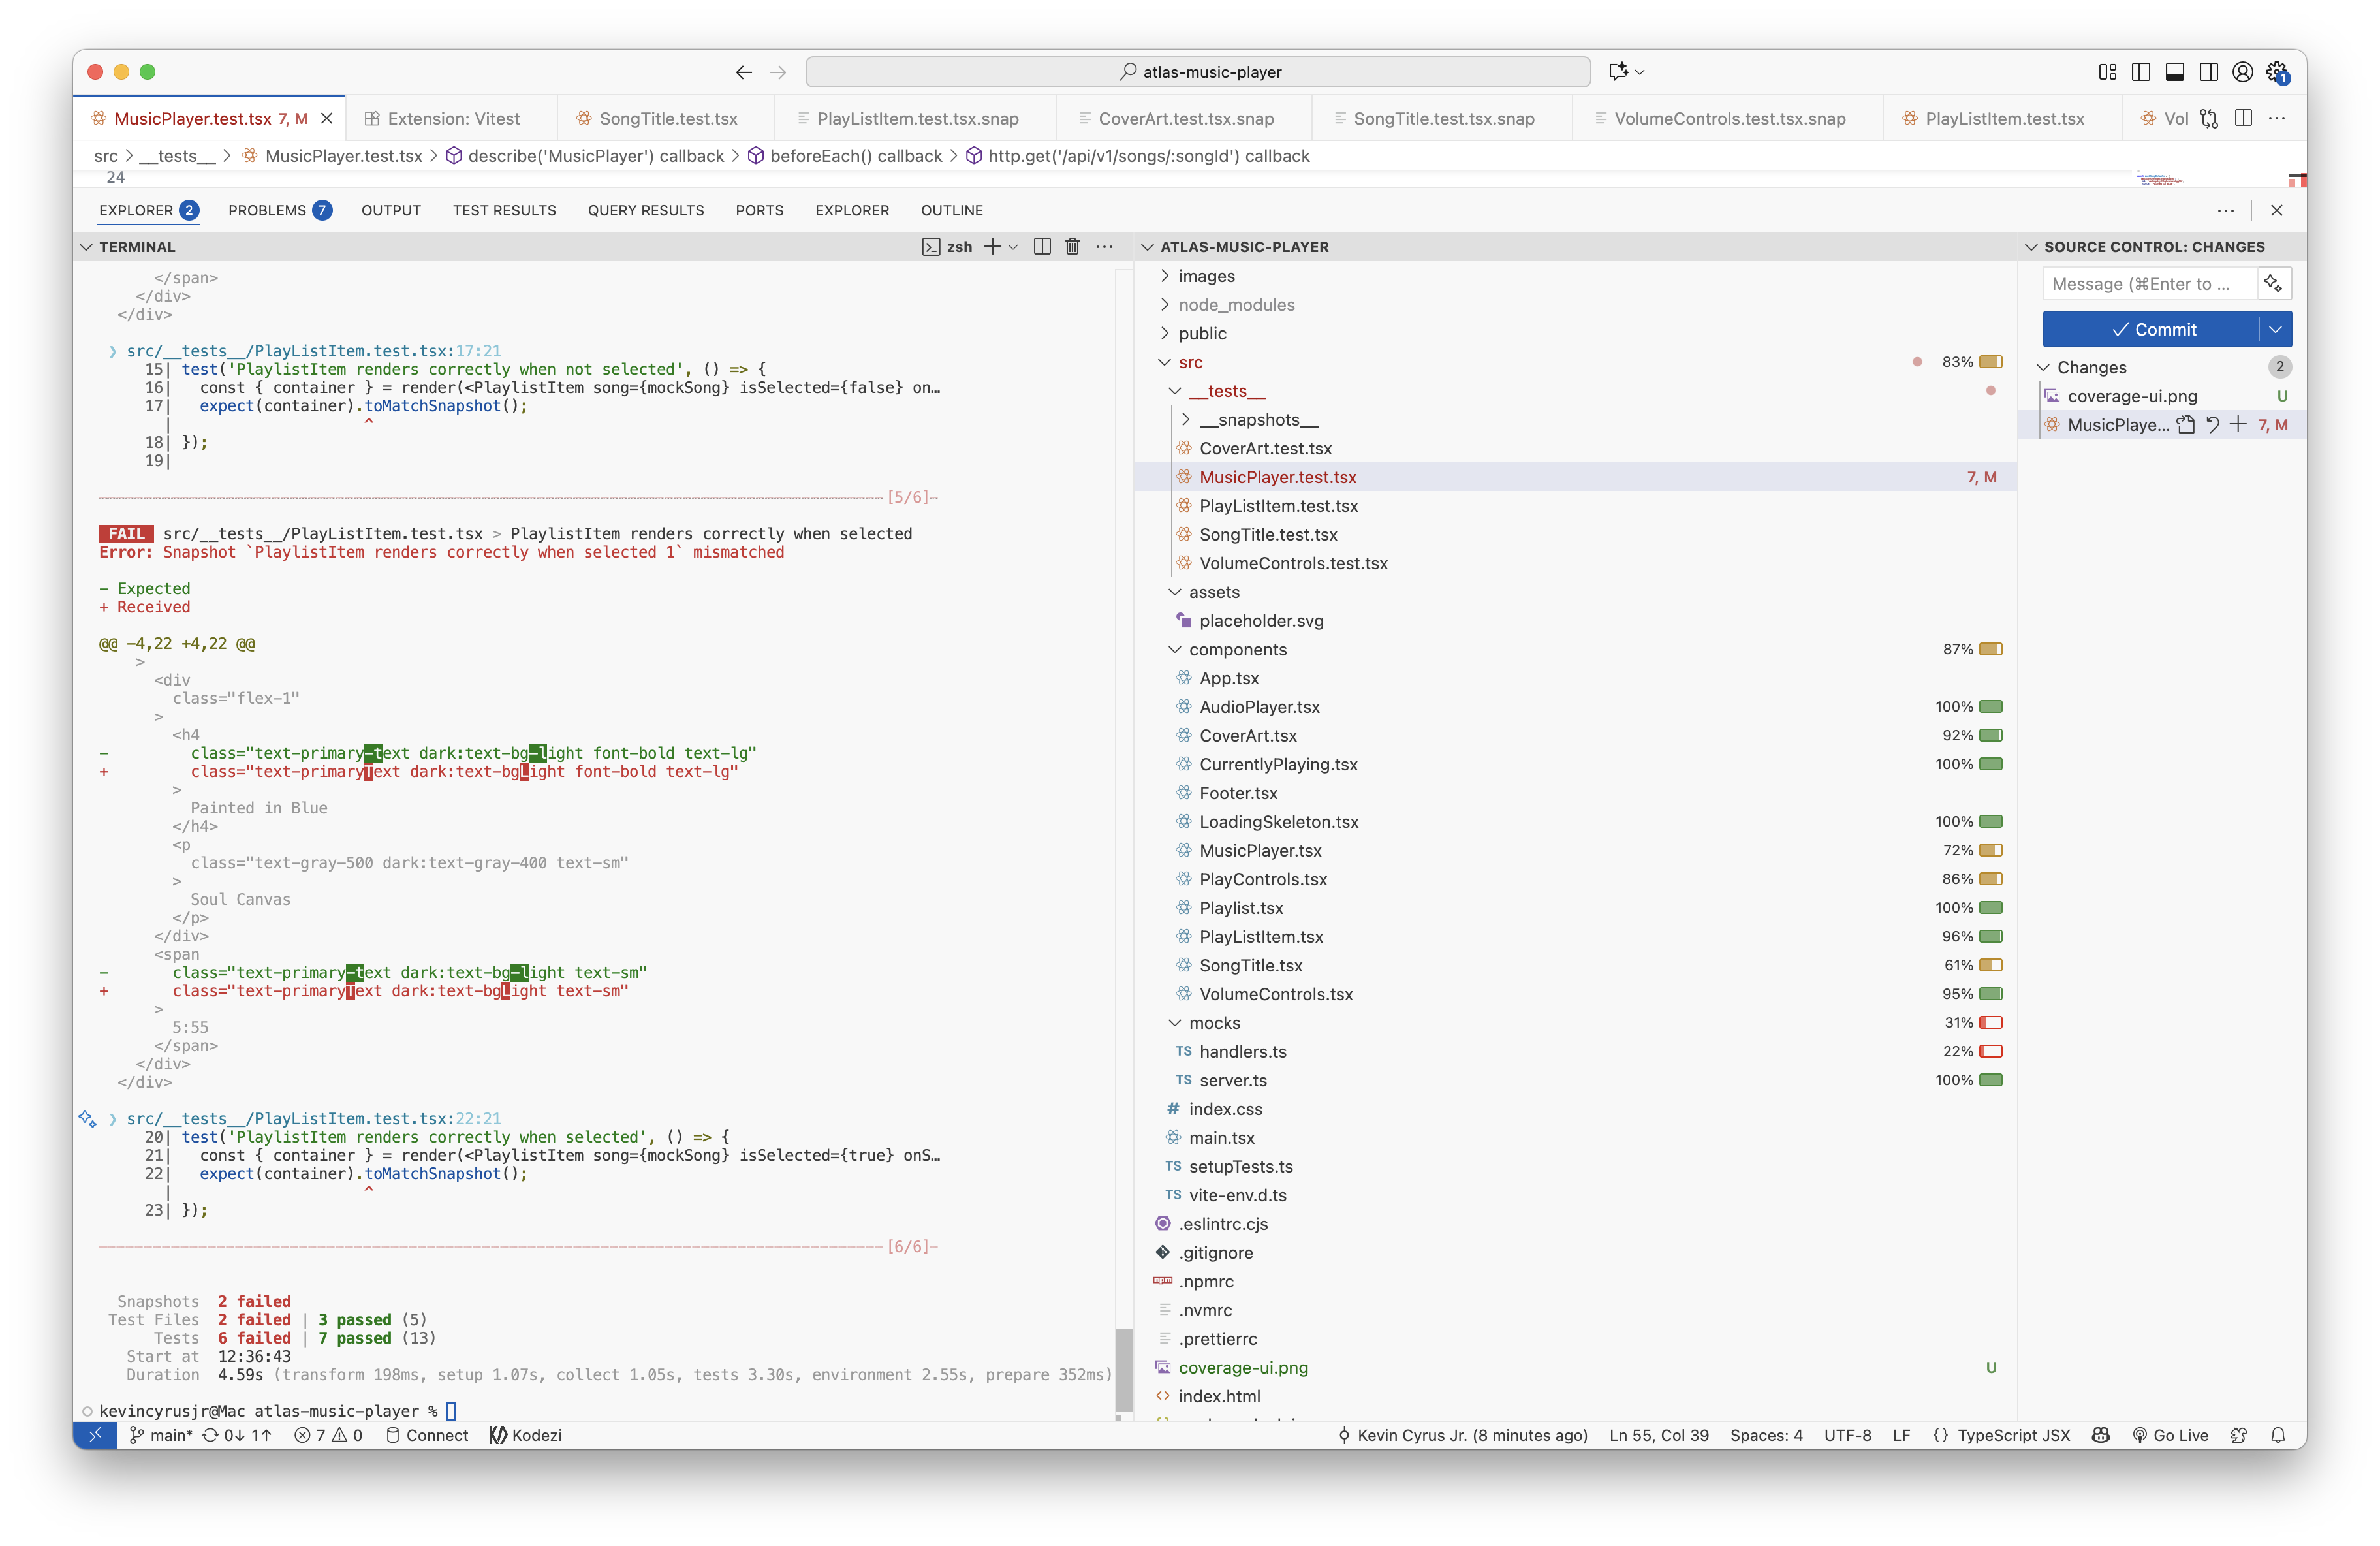 atlas-music-player
1
MusicPlayer.test.tsx 7, M
Extension: Vitest
SongTitle.test.tsx
PlayListItem.test.tsx.snap
CoverArt.test.tsx.snap
SongTitle.test.tsx.snap
VolumeControls.test.tsx.snap
PlayListItem.test.tsx
Vol
src > __tests__ > MusicPlayer.test.tsx > describe('MusicPlayer') callback > beforeEach() callback > http.get('/api/v1/songs/:songId') callback
24
EXPLORER 2 PROBLEMS 7 OUTPUT TEST RESULTS QUERY RESULTS PORTS EXPLORER OUTLINE
TERMINAL
zsh
</span>
</div>
</div>
❯ src/__tests__/PlayListItem.test.tsx:17:21
15| test('PlaylistItem renders correctly when not selected', () => {
16|   const { container } = render(<PlaylistItem song={mockSong} isSelected={false} on…
17|   expect(container).toMatchSnapshot();
|                     ^
18| });
19|
[5/6]
FAIL src/__tests__/PlayListItem.test.tsx > PlaylistItem renders correctly when selected
Error: Snapshot `PlaylistItem renders correctly when selected 1` mismatched
- Expected
+ Received
@@ -4,22 +4,22 @@
>
<div
class="flex-1"
>
<h4
- class="text-primary-text dark:text-bg-light font-bold text-lg"
+ class="text-primaryText dark:text-bgLight font-bold text-lg"
>
Painted in Blue
</h4>
<p
class="text-gray-500 dark:text-gray-400 text-sm"
>
Soul Canvas
</p>
</div>
<span
- class="text-primary-text dark:text-bg-light text-sm"
+ class="text-primaryText dark:text-bgLight text-sm"
>
5:55
</span>
</div>
</div>
❯ src/__tests__/PlayListItem.test.tsx:22:21
20| test('PlaylistItem renders correctly when selected', () => {
21|   const { container } = render(<PlaylistItem song={mockSong} isSelected={true} onS…
22|   expect(container).toMatchSnapshot();
|                     ^
23| });
[6/6]
Snapshots 2 failed
Test Files 2 failed | 3 passed (5)
Tests 6 failed | 7 passed (13)
Start at 12:36:43
Duration 4.59s (transform 198ms, setup 1.07s, collect 1.05s, tests 3.30s, environment 2.55s, prepare 352ms)
kevincyrusjr@Mac atlas-music-player %
ATLAS-MUSIC-PLAYER
images
node_modules
public
src 83%
__tests__
__snapshots__
CoverArt.test.tsx
MusicPlayer.test.tsx 7, M
PlayListItem.test.tsx
SongTitle.test.tsx
VolumeControls.test.tsx
assets
placeholder.svg
components 87%
App.tsx
AudioPlayer.tsx 100%
CoverArt.tsx 92%
CurrentlyPlaying.tsx 100%
Footer.tsx
LoadingSkeleton.tsx 100%
MusicPlayer.tsx 72%
PlayControls.tsx 86%
Playlist.tsx 100%
PlayListItem.tsx 96%
SongTitle.tsx 61%
VolumeControls.tsx 95%
mocks 31%
TS handlers.ts 22%
TS server.ts 100%
# index.css
main.tsx
TS setupTests.ts
TS vite-env.d.ts
.eslintrc.cjs
.gitignore
.npmrc
.nvmrc
.prettierrc
coverage-ui.png U
<> index.html
SOURCE CONTROL: CHANGES
Message (⌘Enter to ...
Commit
Changes 2
coverage-ui.png U
MusicPlaye... 7, M
main* 0↓ 1↑ 7 0 Connect Kodezi
Kevin Cyrus Jr. (8 minutes ago) Ln 55, Col 39 Spaces: 4 UTF-8 LF {} TypeScript JSX Go Live